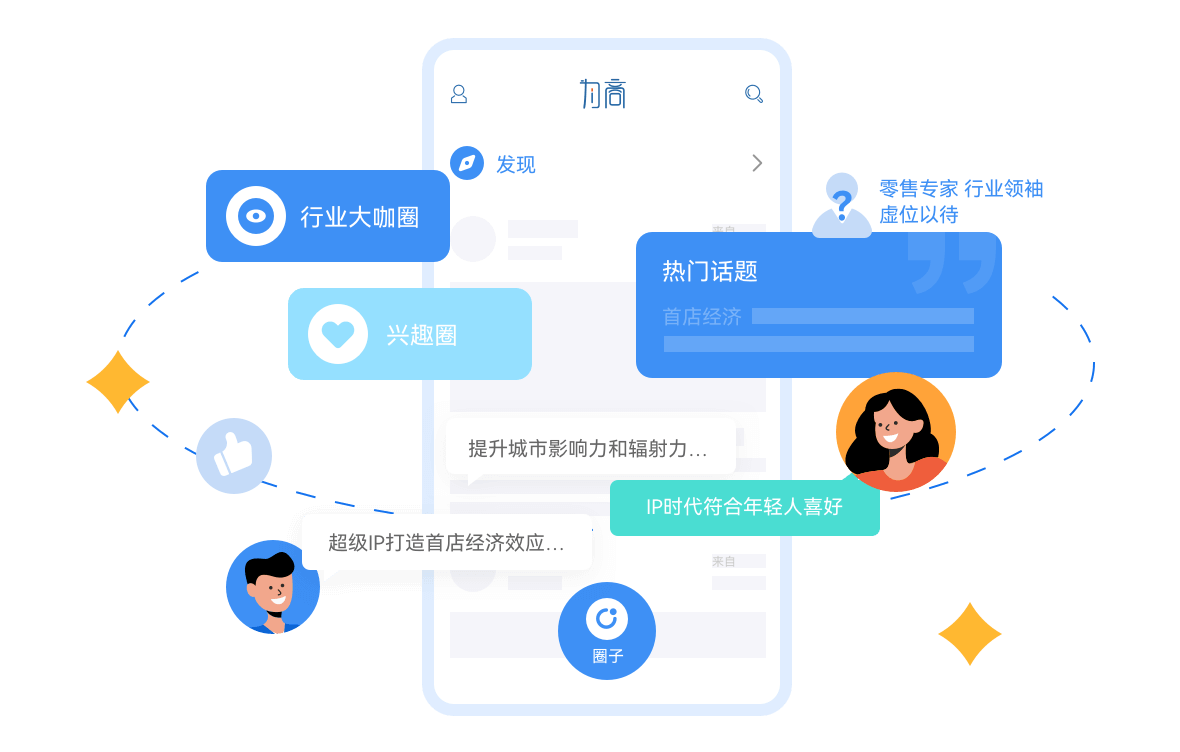 为商
发现
行业大咖圈
零售专家 行业领袖
虚位以待
来自
热门话题
首店经济
兴趣圈
提升城市影响力和辐射力...
IP时代符合年轻人喜好
超级IP打造首店经济效应...
来自
圈子